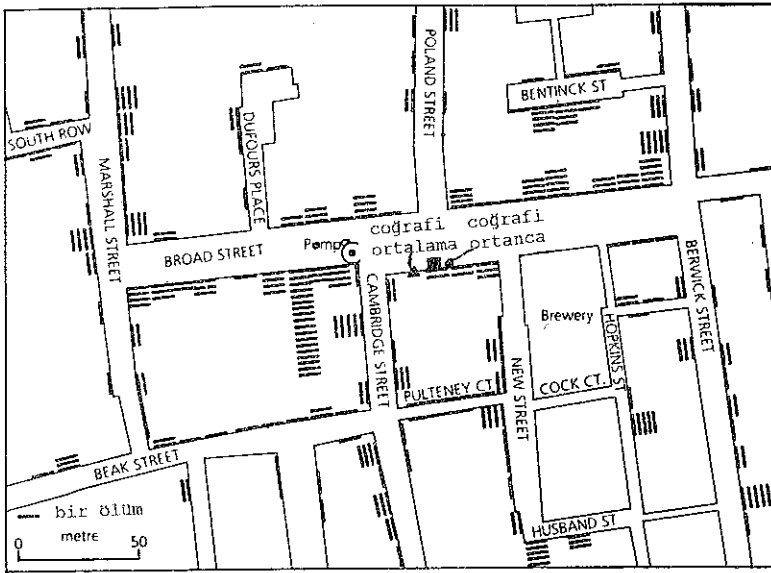 POLAND STREET
BENTINCK ST
SOUTH ROW
DUFOURS PLACE
MARSHALL STREET
BROAD STREET
Pompa
coğrafi ortalama
coğrafi ortanca
BERWICK STREET
CAMBRIDGE STREET
Brewery
HOPKINS ST
NEW STREET
PULTENEY CT.
COCK CT.
BEAK STREET
bir ölüm
metre
0 50
HUSBAND ST